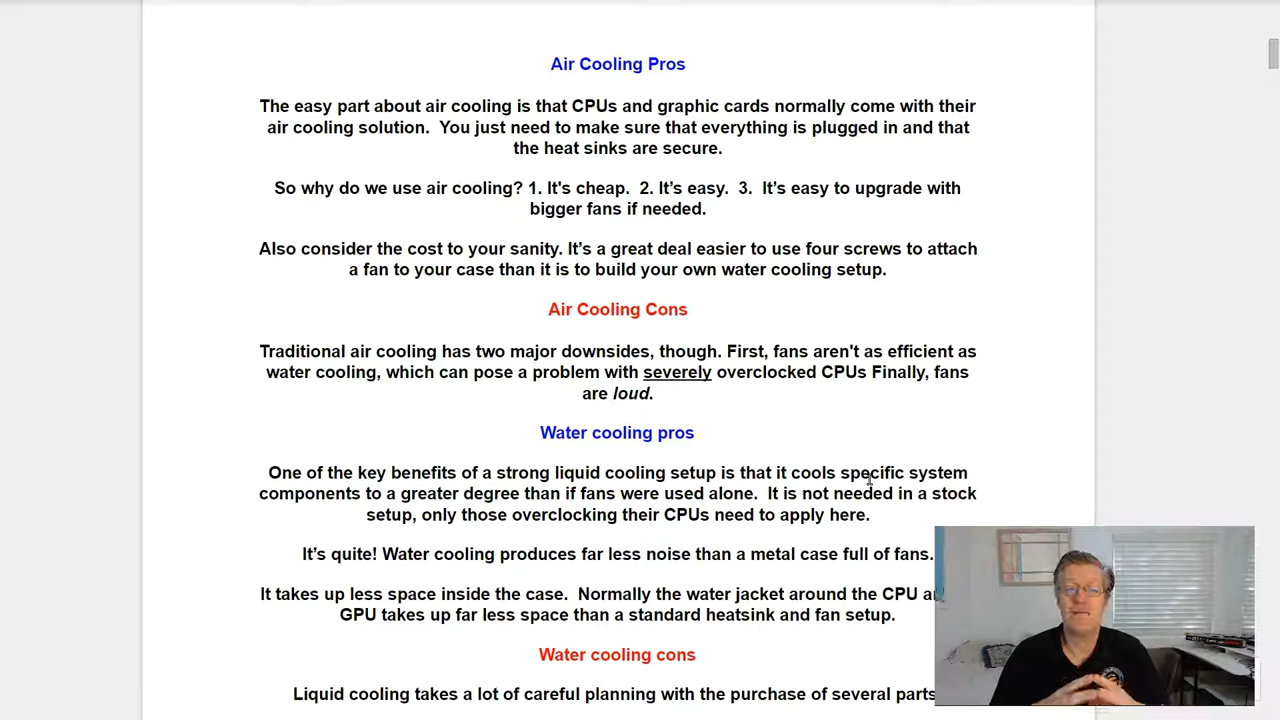 Air Cooling Pros
The easy part about air cooling is that CPUs and graphic cards normally come with their
air cooling solution.  You just need to make sure that everything is plugged in and that
the heat sinks are secure.
So why do we use air cooling? 1. It's cheap.  2. It’s easy.  3.  It’s easy to upgrade with
bigger fans if needed.
Also consider the cost to your sanity. It’s a great deal easier to use four screws to attach
a fan to your case than it is to build your own water cooling setup.
Air Cooling Cons
Traditional air cooling has two major downsides, though. First, fans aren't as efficient as
water cooling, which can pose a problem with severely overclocked CPUs Finally, fans
are loud.
Water cooling pros
One of the key benefits of a strong liquid cooling setup is that it cools specific system
components to a greater degree than if fans were used alone.  It is not needed in a stock
setup, only those overclocking their CPUs need to apply here.
It’s quite! Water cooling produces far less noise than a metal case full of fans.
It takes up less space inside the case.  Normally the water jacket around the CPU
GPU takes up far less space than a standard heatsink and fan setup.
Water cooling cons
Liquid cooling takes a lot of careful planning with the purchase of several parts